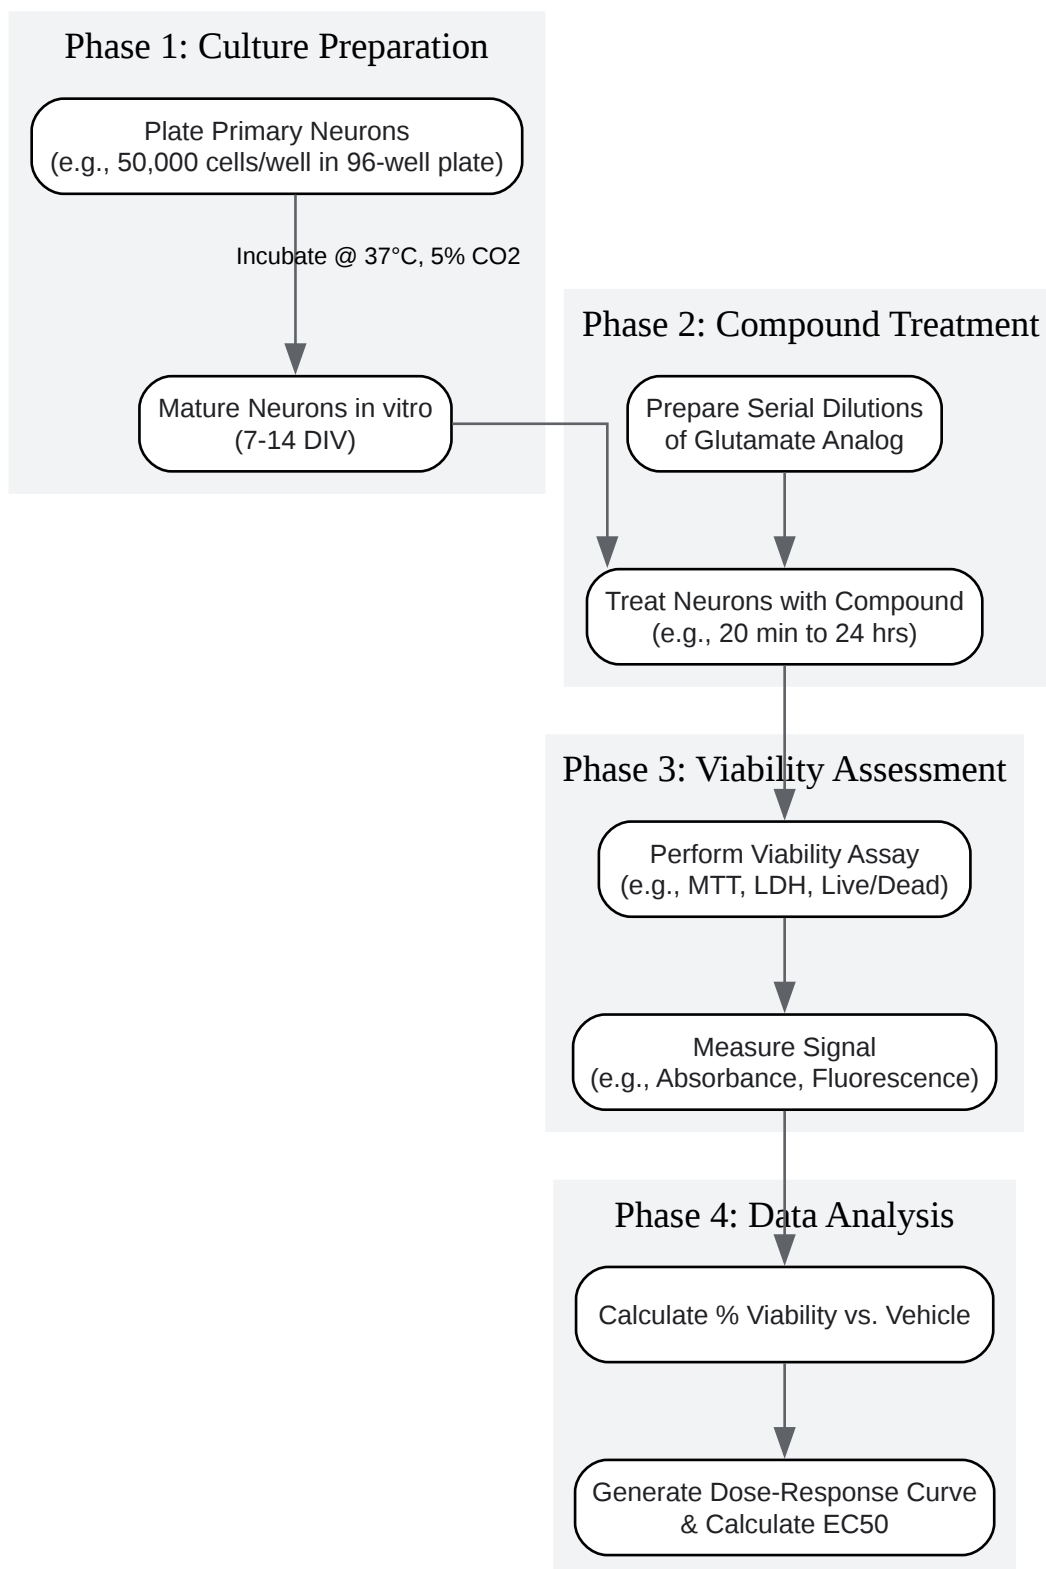 Phase 1: Culture Preparation
Plate Primary Neurons
(e.g., 50,000 cells/well in 96-well plate)
Incubate @ 37°C, 5% CO2
Mature Neurons in vitro
(7-14 DIV)
Phase 2: Compound Treatment
Prepare Serial Dilutions
of Glutamate Analog
Treat Neurons with Compound
(e.g., 20 min to 24 hrs)
Phase 3: Viability Assessment
Perform Viability Assay
(e.g., MTT, LDH, Live/Dead)
Measure Signal
(e.g., Absorbance, Fluorescence)
Phase 4: Data Analysis
Calculate % Viability vs. Vehicle
Generate Dose-Response Curve
& Calculate EC50